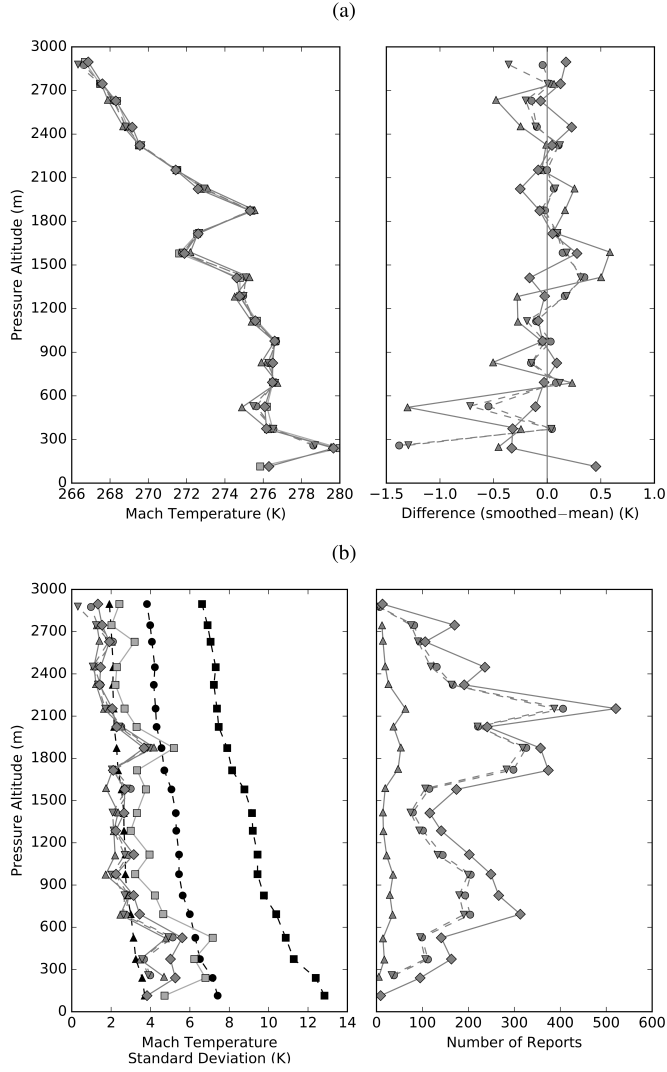 (a)
3000
2700
2400
2100
1800
1500
1200
900
600
300
0
Pressure Altitude (m)
266 268 270 272 274 276 278 280
Mach Temperature (K)
−1.5 −1.0 −0.5 0.0 0.5 1.0
Difference (smoothed−mean) (K)
(b)
3000
2700
2400
2100
1800
1500
1200
900
600
300
0
Pressure Altitude (m)
0 2 4 6 8 10 12 14
Mach Temperature
Standard Deviation (K)
0 100 200 300 400 500 600
Number of Reports